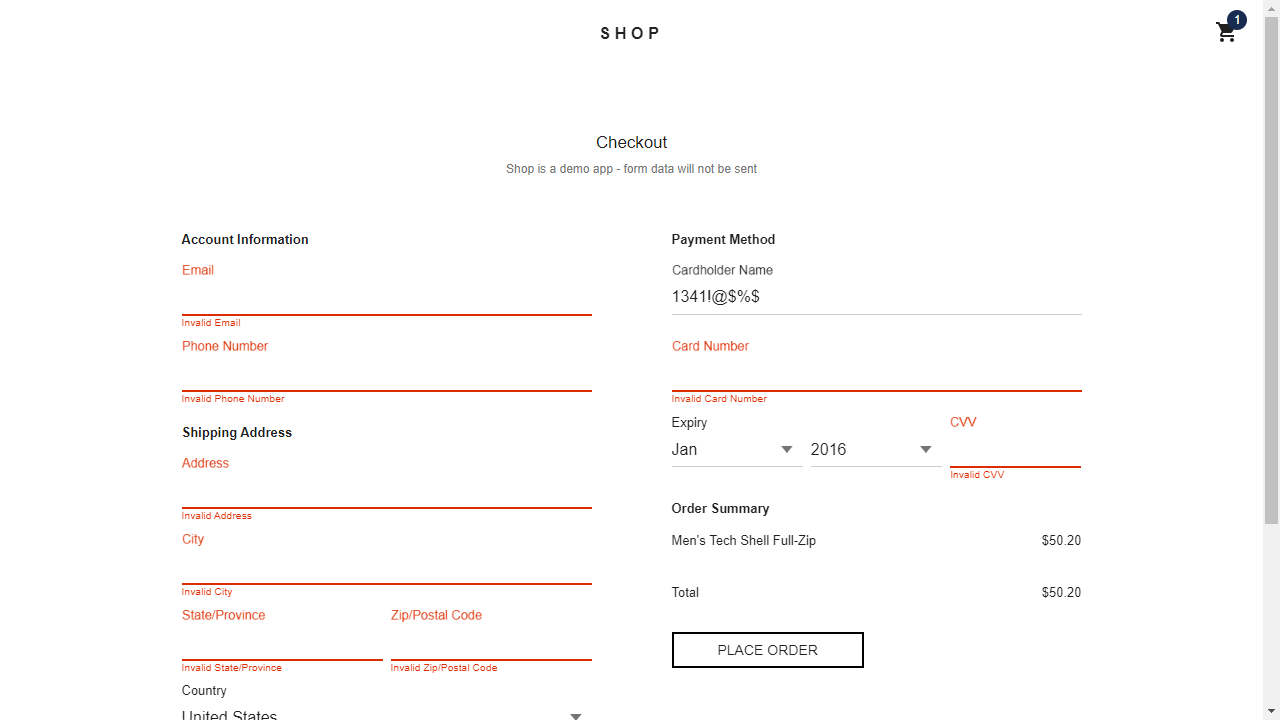 SHOP
1
Checkout
Shop is a demo app - form data will not be sent
Account Information
Email
Invalid Email
Phone Number
Invalid Phone Number
Shipping Address
Address
Invalid Address
City
Invalid City
State/Province Zip/Postal Code
Invalid State/Province Invalid Zip/Postal Code
Country
United States
Payment Method
Cardholder Name
1341!@$%$
Card Number
Invalid Card Number
Expiry CVV
Jan 2016
Invalid CVV
Order Summary
Men's Tech Shell Full-Zip $50.20
Total $50.20
PLACE ORDER